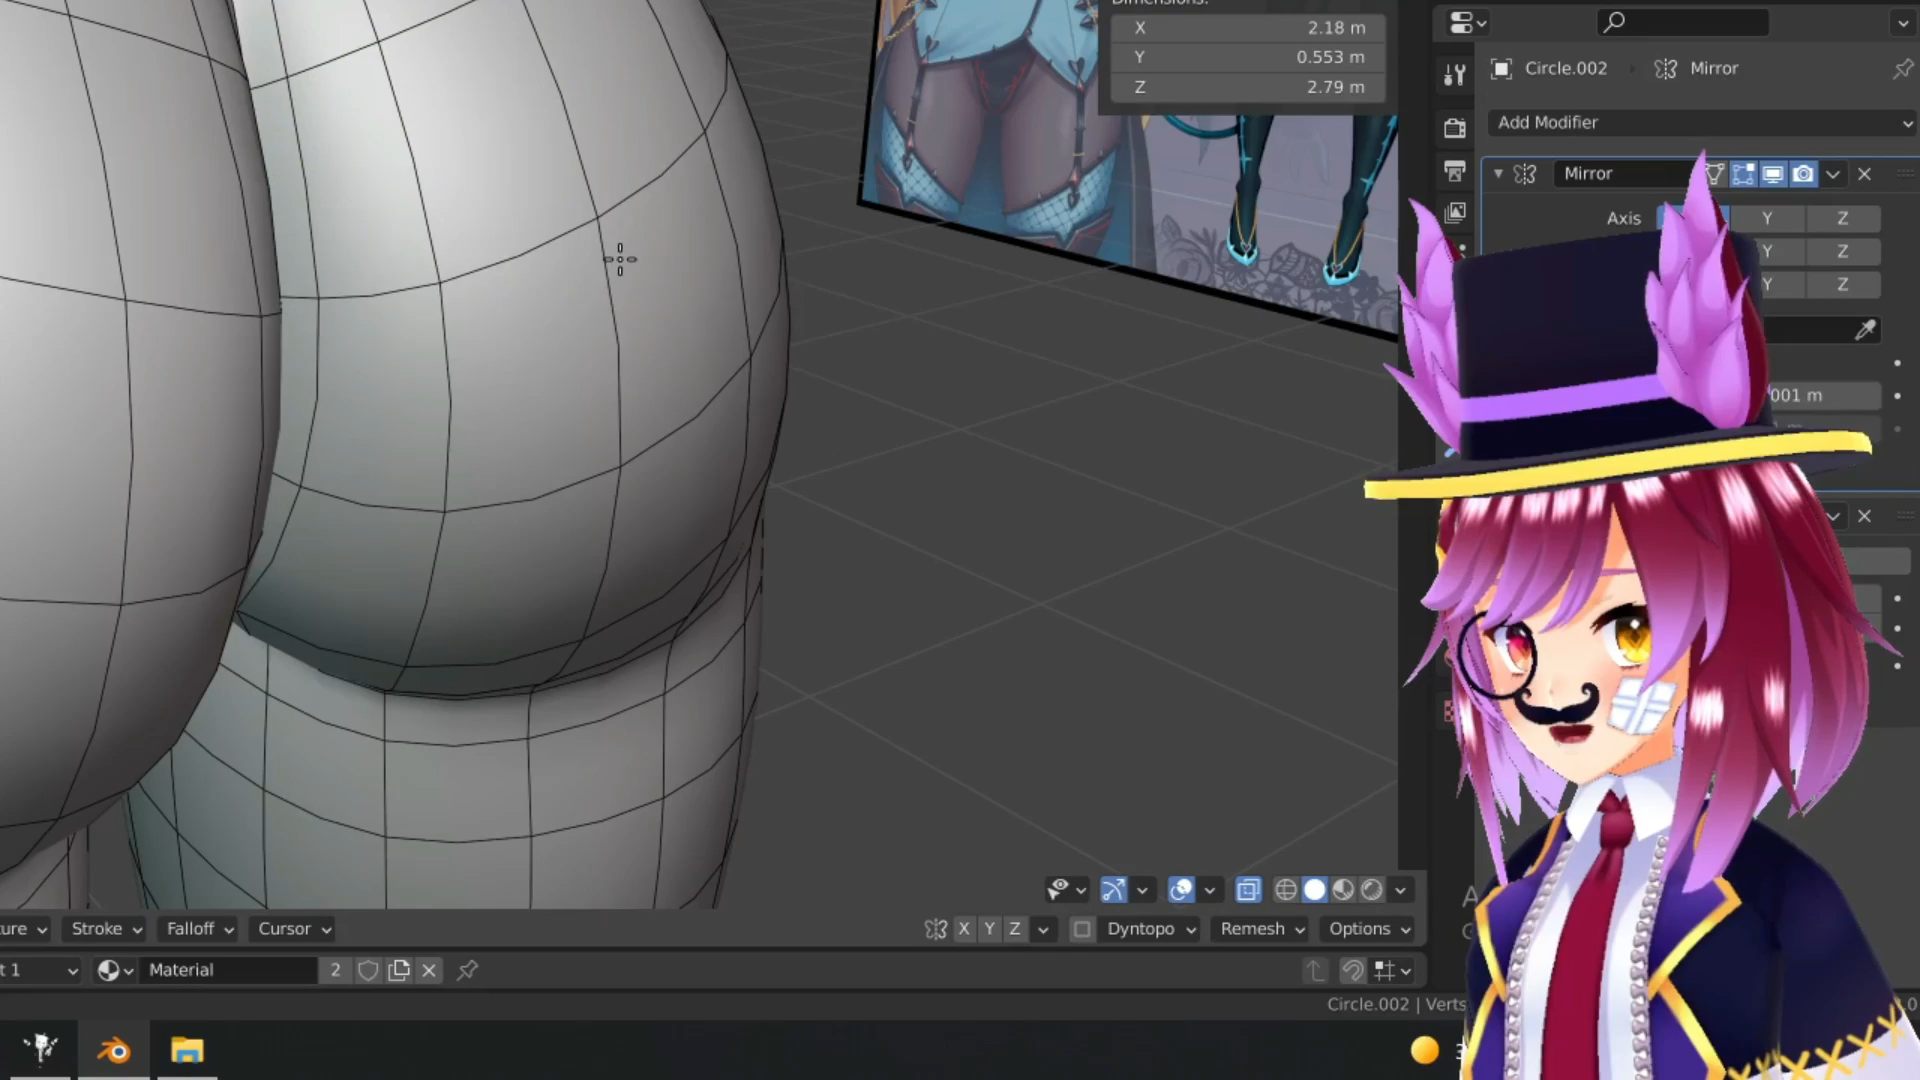 Dimensions:
X 2.18 m
Y 0.553 m
Z 2.79 m
Circle.002 Mirror
Add Modifier
Mirror
Axis Y Z
Y Z
Y Z
001 m
Stroke Falloff Cursor
X Y Z Dyntopo Remesh Options
t 1 Material 2
Circle.002 | Verts